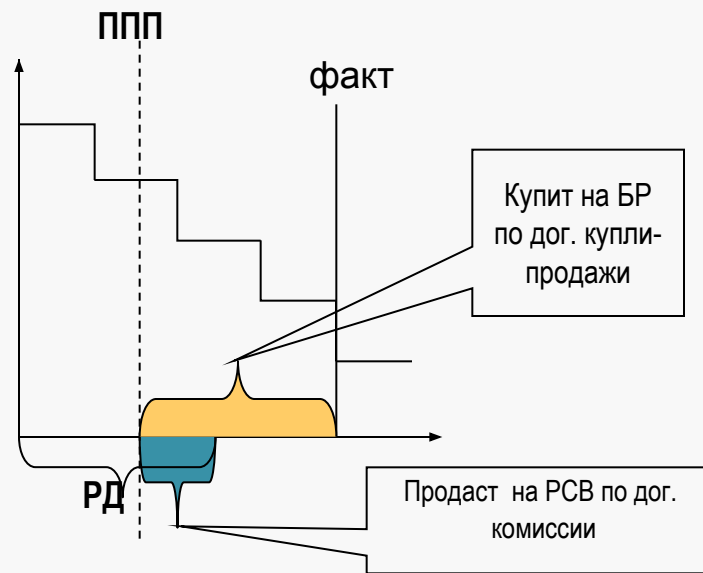 ППП
факт
Купит на БР
по дог. купли-
продажи
РД
Продаст на РСВ по дог.
комиссии